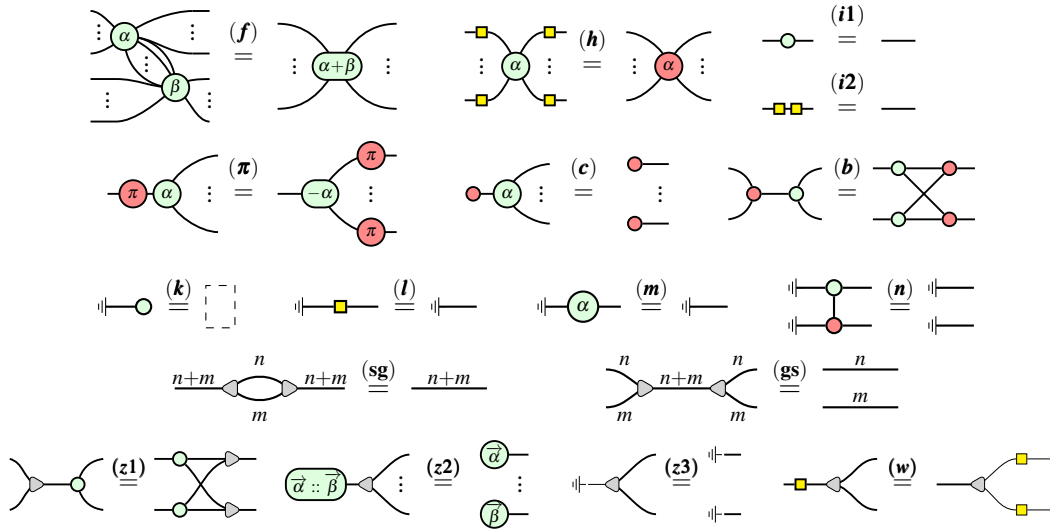 α ⋮ ⋮ (f) = ⋮ α+β ⋮
⋮ β ⋮ ⋮
⋮ α ⋮ (h) = ⋮ α ⋮
(i1) =
(i2) =
π α ⋮ (π) = −α π ⋮ π
α ⋮ (c) = ⋮
(b) =
(k) =
(l) =
α (m) =
(n) =
n+m n m n+m (sg) = n+m
n m n+m n m (gs) = n m
(z1) =
α⃗ :: β⃗ ⋮ (z2) = α⃗ ⋮ β⃗
(z3) =
(w) =